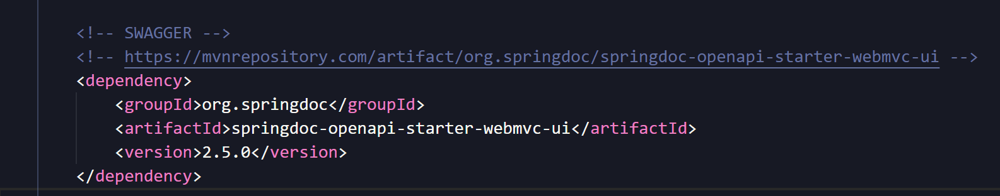 <!-- SWAGGER -->
<!-- https://mvnrepository.com/artifact/org.springdoc/springdoc-openapi-starter-webmvc-ui -->
<dependency>
    <groupId>org.springdoc</groupId>
    <artifactId>springdoc-openapi-starter-webmvc-ui</artifactId>
    <version>2.5.0</version>
</dependency>